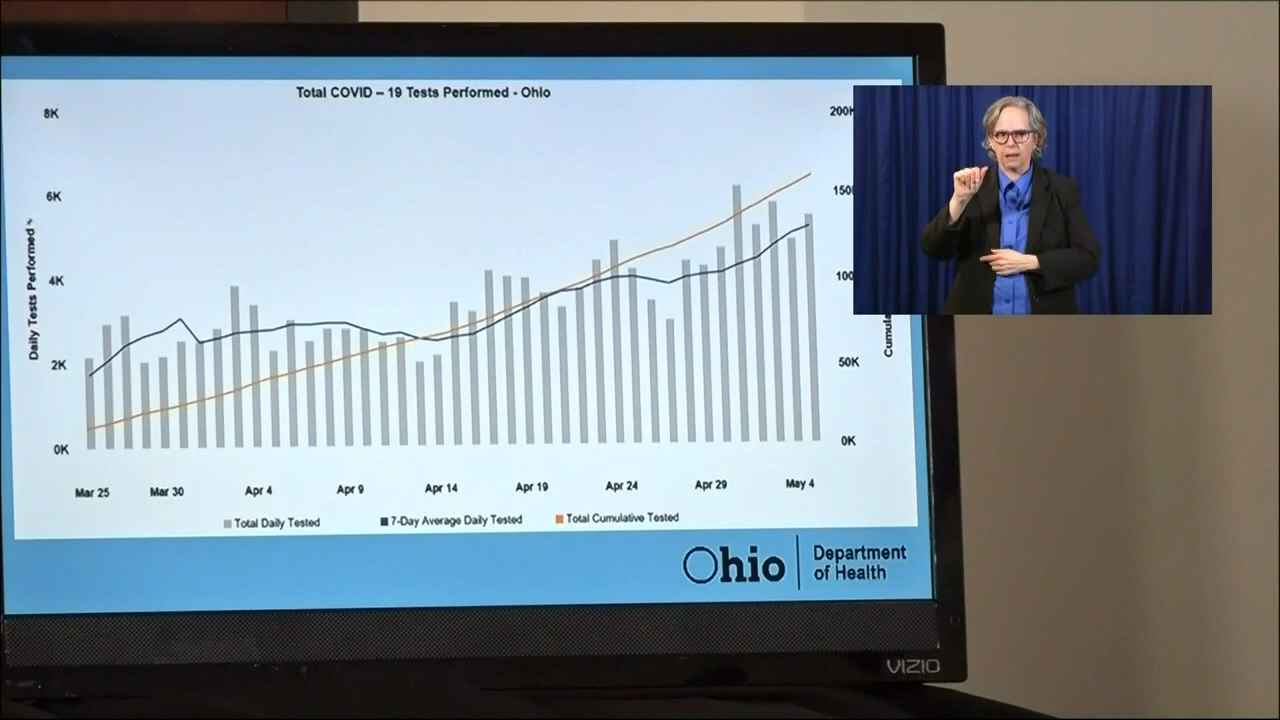 Total COVID – 19 Tests Performed - Ohio
8K
6K
4K
2K
0K
Daily Tests Performed
200K
150
100
50K
0K
Cumula
Mar 25 Mar 30 Apr 4 Apr 9 Apr 14 Apr 19 Apr 24 Apr 29 May 4
Total Daily Tested 7-Day Average Daily Tested Total Cumulative Tested
Ohio
Department
of Health
VIZIO